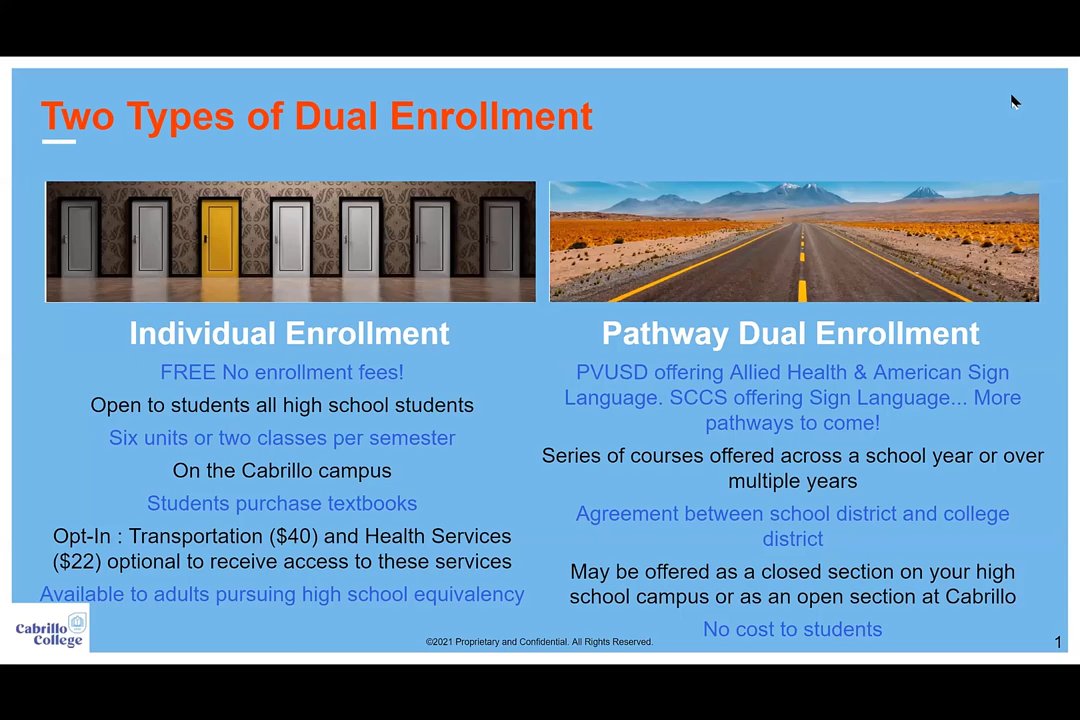 Two Types of Dual Enrollment
Individual Enrollment
FREE No enrollment fees!
Open to students all high school students
Six units or two classes per semester
On the Cabrillo campus
Students purchase textbooks
Opt-In : Transportation ($40) and Health Services
($22) optional to receive access to these services
Available to adults pursuing high school equivalency
Pathway Dual Enrollment
PVUSD offering Allied Health & American Sign
Language. SCCS offering Sign Language... More
pathways to come!
Series of courses offered across a school year or over
multiple years
Agreement between school district and college
district
May be offered as a closed section on your high
school campus or as an open section at Cabrillo
No cost to students
Cabrillo
College
©2021 Proprietary and Confidential. All Rights Reserved.
1